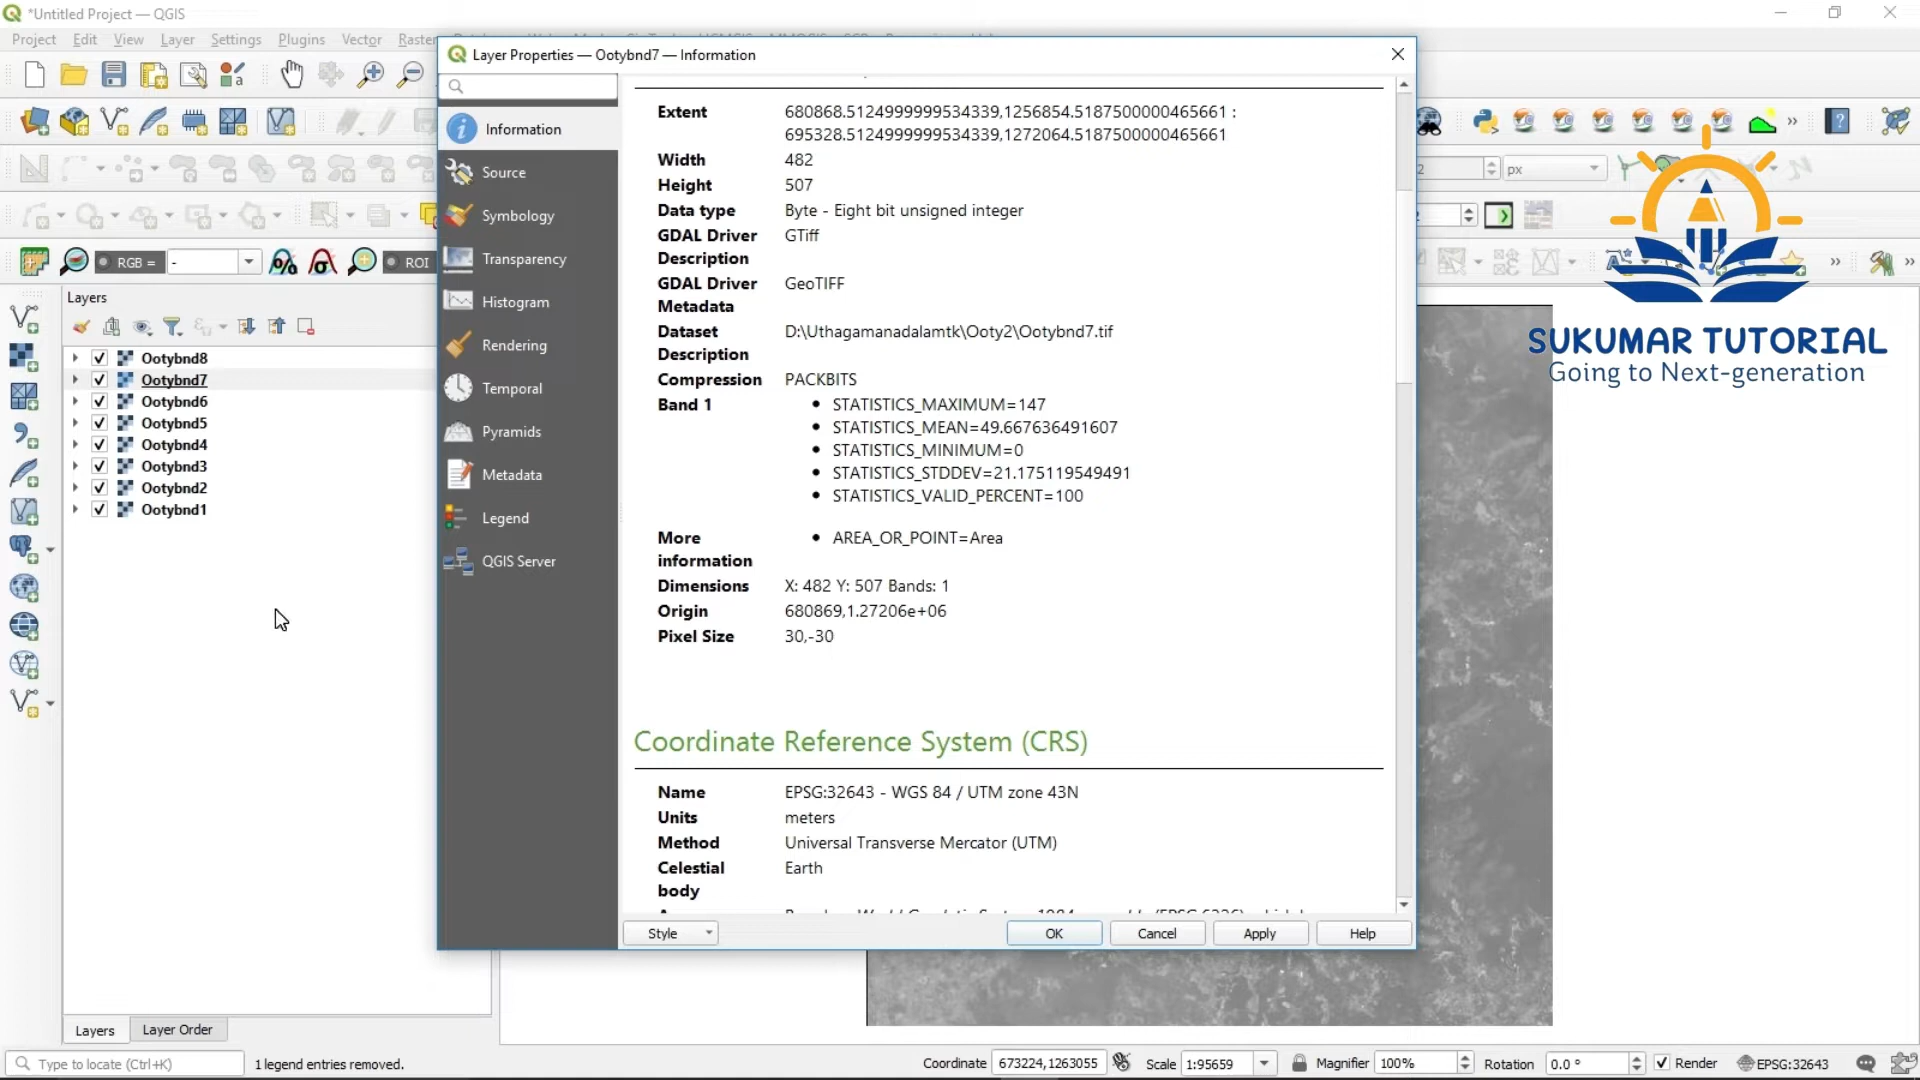 *Untitled Project — QGIS
Project Edit View Layer Settings Plugins Vector Raster
Layer Properties — Ootybnd7 — Information
Information
Source
Symbology
Transparency
Histogram
Rendering
Temporal
Pyramids
Metadata
Legend
QGIS Server
Extent 680868.5124999999534339,1256854.5187500000465661 :
695328.5124999999534339,1272064.5187500000465661
Width 482
Height 507
Data type Byte - Eight bit unsigned integer
GDAL Driver GTiff
Description
GDAL Driver GeoTIFF
Metadata
Dataset D:\Uthagamanadalamtk\Ooty2\Ootybnd7.tif
Description
Compression PACKBITS
Band 1 • STATISTICS_MAXIMUM=147
• STATISTICS_MEAN=49.667636491607
• STATISTICS_MINIMUM=0
• STATISTICS_STDDEV=21.175119549491
• STATISTICS_VALID_PERCENT=100
More • AREA_OR_POINT=Area
information
Dimensions X: 482 Y: 507 Bands: 1
Origin 680869,1.27206e+06
Pixel Size 30,-30
Coordinate Reference System (CRS)
Name EPSG:32643 - WGS 84 / UTM zone 43N
Units meters
Method Universal Transverse Mercator (UTM)
Celestial Earth
body
Style OK Cancel Apply Help
RGB = - ROI
px
Layers
Ootybnd8
Ootybnd7
Ootybnd6
Ootybnd5
Ootybnd4
Ootybnd3
Ootybnd2
Ootybnd1
SUKUMAR TUTORIAL
Going to Next-generation
Layers Layer Order
Type to locate (Ctrl+K) 1 legend entries removed. Coordinate 673224,1263055 Scale 1:95659 Magnifier 100% Rotation 0.0 ° Render EPSG:32643